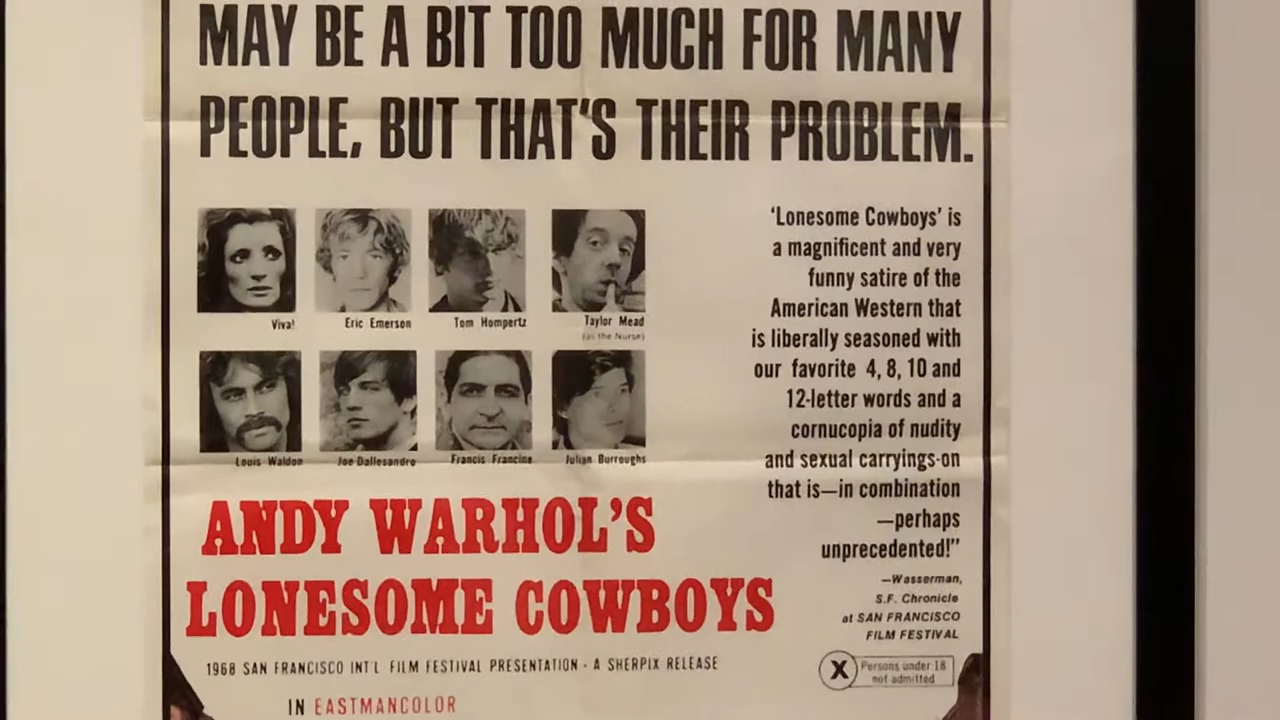 MAY BE A BIT TOO MUCH FOR MANY
PEOPLE, BUT THAT'S THEIR PROBLEM.
Viva!
Eric Emerson
Tom Hompertz
Taylor Mead
(as the Nurse)
Louis Waldon
Joe Dallesandro
Francis Francine
Julian Burroughs
'Lonesome Cowboys' is
a magnificent and very
funny satire of the
American Western that
is liberally seasoned with
our favorite 4, 8, 10 and
12-letter words and a
cornucopia of nudity
and sexual carryings-on
that is—in combination
—perhaps
unprecedented!”
—Wasserman,
S.F. Chronicle
at SAN FRANCISCO
FILM FESTIVAL
ANDY WARHOL'S
LONESOME COWBOYS
1968 SAN FRANCISCO INT'L FILM FESTIVAL PRESENTATION · A SHERPIX RELEASE
X
Persons under 18
not admitted
IN EASTMANCOLOR